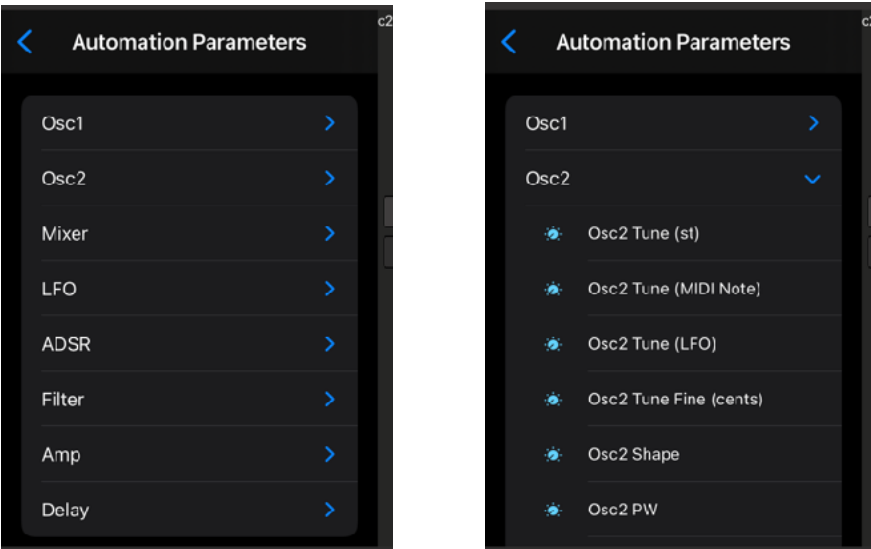 Automation Parameters
Osc1
Osc2
Mixer
LFO
ADSR
Filter
Amp
Delay
c2
Automation Parameters
Osc1
Osc2
Osc2 Tune (st)
Osc2 Tune (MIDI Note)
Osc2 Tune (LFO)
Osc2 Tune Fine (cents)
Osc2 Shape
Osc2 PW